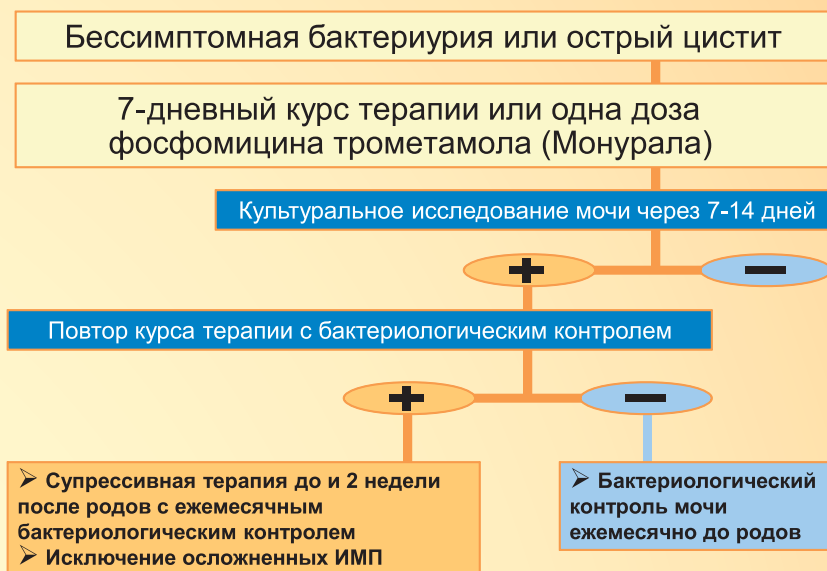 Бессимптомная бактериурия или острый цистит
7-дневный курс терапии или одна доза
фосфомицина трометамола (Монурала)
Культуральное исследование мочи через 7-14 дней
+ −
Повтор курса терапии с бактериологическим контролем
+ −
➢ Супрессивная терапия до и 2 недели
после родов с ежемесячным
бактериологическим контролем
➢ Исключение осложненных ИМП
➢ Бактериологический
контроль мочи
ежемесячно до родов